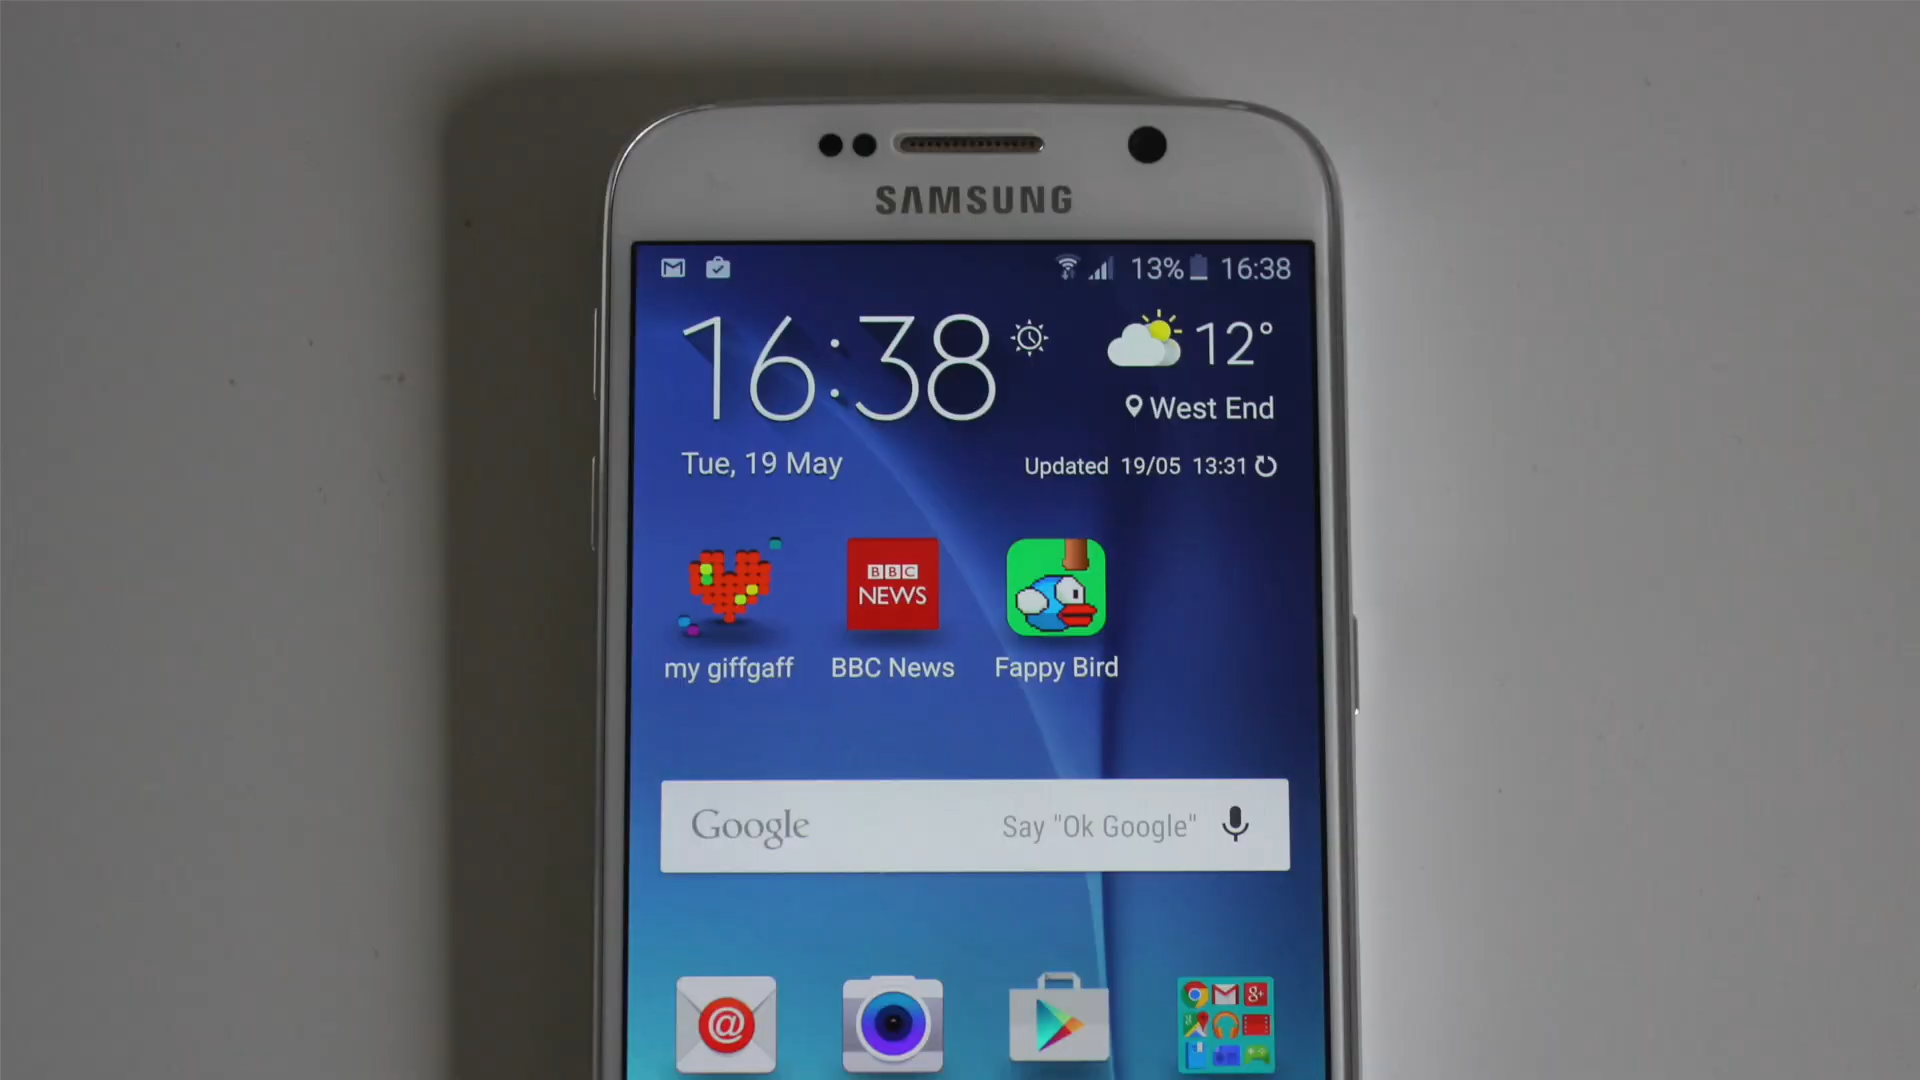 SAMSUNG
13% 16:38
16:38
12°
West End
Tue, 19 May
Updated 19/05 13:31
BBC
NEWS
my giffgaff
BBC News
Fappy Bird
Google
Say "Ok Google"
@
g+